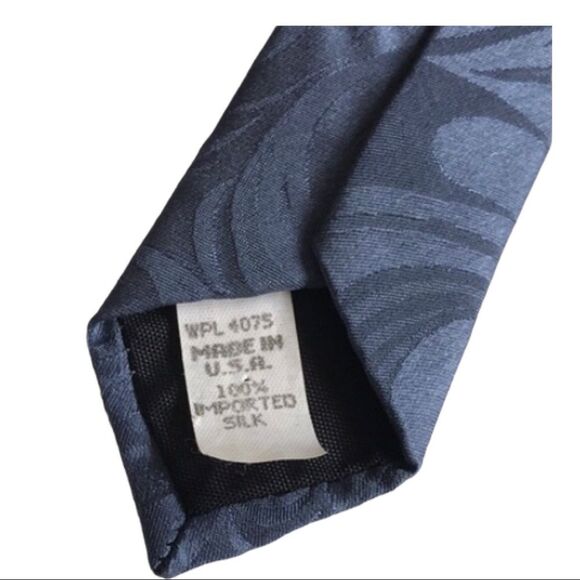 WPL 4075
MADE IN
U.S.A.
100%
IMPORTED
SILK